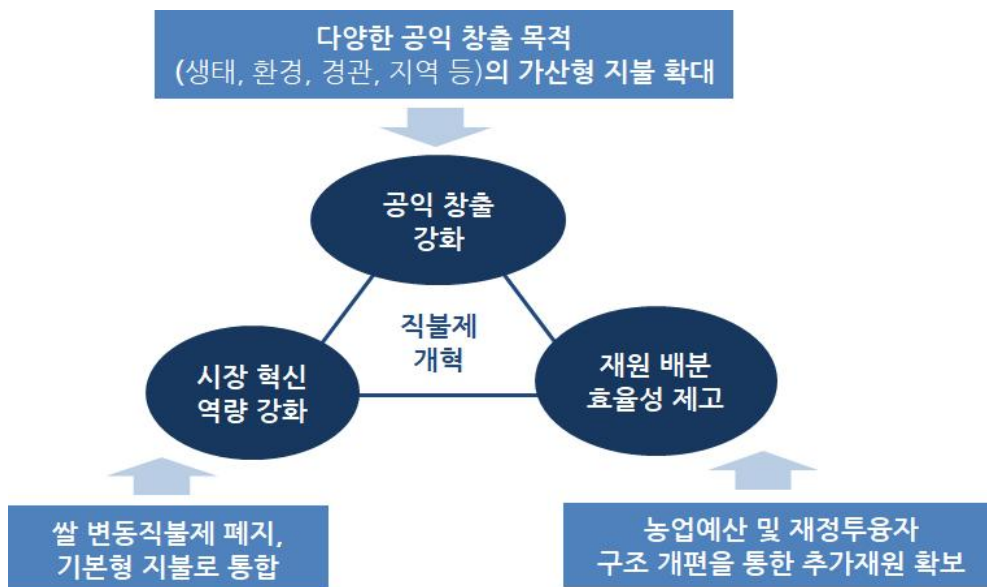 다양한 공익 창출 목적
(생태, 환경, 경관, 지역 등)의 가산형 지불 확대
공익 창출
강화
직불제
개혁
시장 혁신
역량 강화
재원 배분
효율성 제고
쌀 변동직불제 폐지,
기본형 지불로 통합
농업예산 및 재정투융자
구조 개편을 통한 추가재원 확보